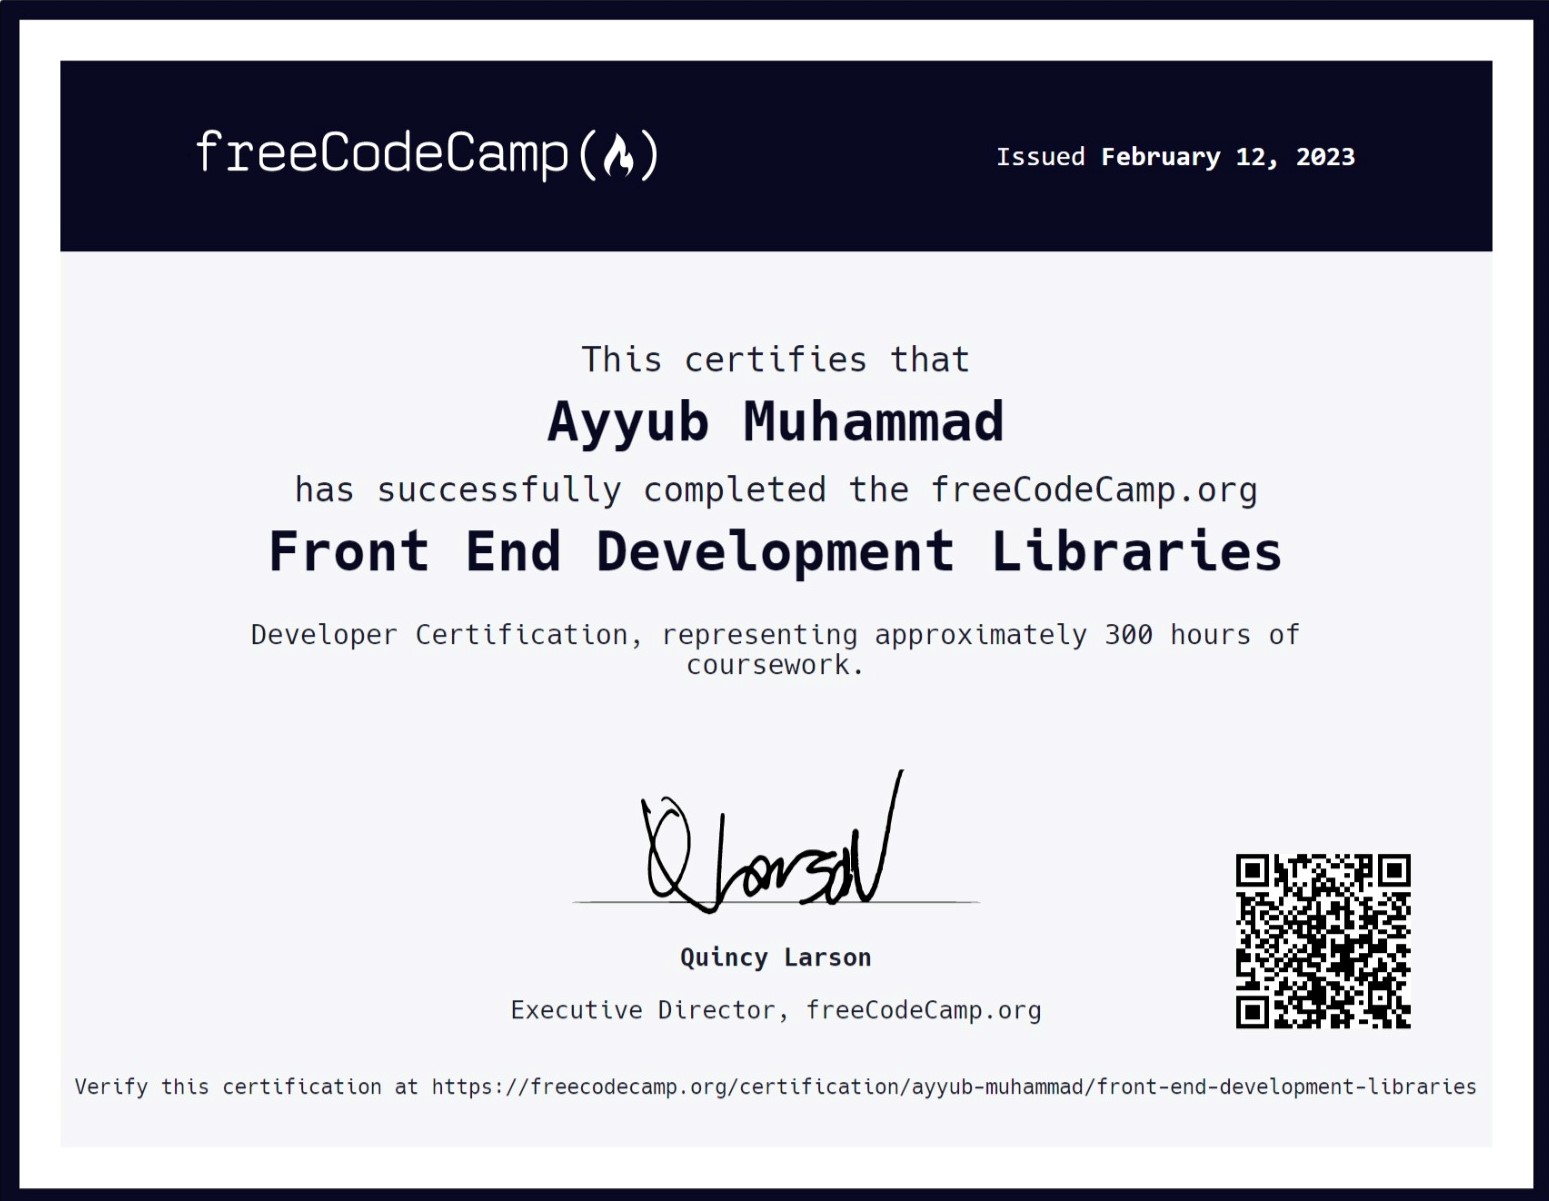 freeCodeCamp(🔥)
Issued February 12, 2023
This certifies that
Ayyub Muhammad
has successfully completed the freeCodeCamp.org
Front End Development Libraries
Developer Certification, representing approximately 300 hours of
coursework.
Q Larson
Quincy Larson
Executive Director, freeCodeCamp.org
Verify this certification at https://freecodecamp.org/certification/ayyub-muhammad/front-end-development-libraries